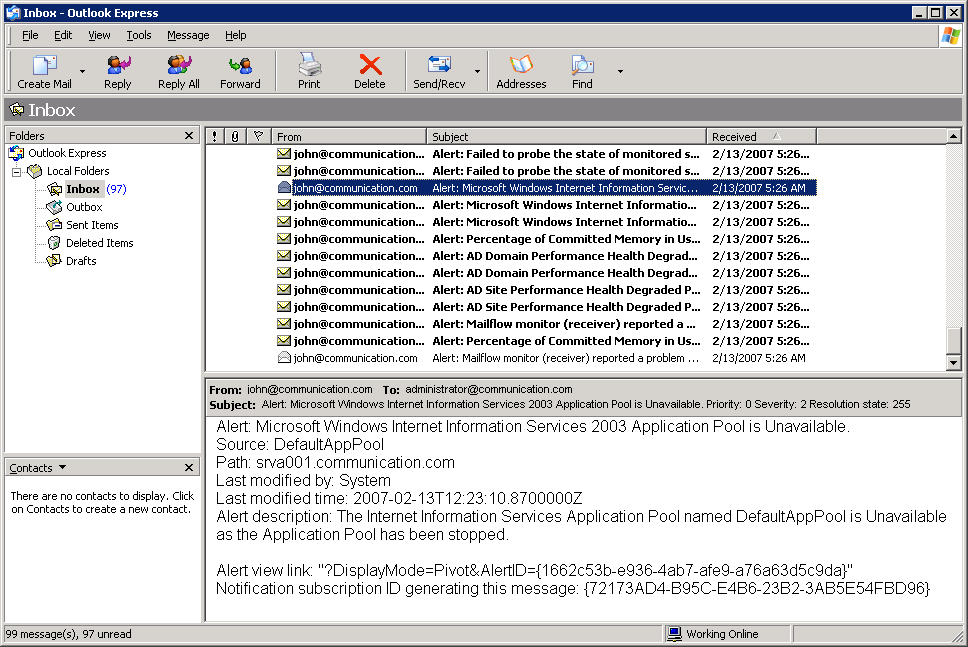 Inbox - Outlook Express
File Edit View Tools Message Help
Create Mail Reply Reply All Forward Print Delete Send/Recv Addresses Find
Inbox
Folders
Outlook Express
Local Folders
Inbox (97)
Outbox
Sent Items
Deleted Items
Drafts
Contacts
There are no contacts to display. Click
on Contacts to create a new contact.
! From Subject Received
john@communication... Alert: Failed to probe the state of monitored s... 2/13/2007 5:26...
john@communication... Alert: Failed to probe the state of monitored s... 2/13/2007 5:26...
john@communication.com Alert: Microsoft Windows Internet Information Servic... 2/13/2007 5:26 AM
john@communication... Alert: Microsoft Windows Internet Informatio... 2/13/2007 5:26...
john@communication... Alert: Microsoft Windows Internet Informatio... 2/13/2007 5:26...
john@communication... Alert: Percentage of Committed Memory in Us... 2/13/2007 5:26...
john@communication... Alert: AD Domain Performance Health Degrad... 2/13/2007 5:26...
john@communication... Alert: AD Domain Performance Health Degrad... 2/13/2007 5:26...
john@communication... Alert: AD Site Performance Health Degraded P... 2/13/2007 5:26...
john@communication... Alert: AD Site Performance Health Degraded P... 2/13/2007 5:26...
john@communication... Alert: Mailflow monitor (receiver) reported a ... 2/13/2007 5:26...
john@communication... Alert: Percentage of Committed Memory in Us... 2/13/2007 5:26...
john@communication.com Alert: Mailflow monitor (receiver) reported a problem ... 2/13/2007 5:26 AM
From: john@communication.com To: administrator@communication.com
Subject: Alert: Microsoft Windows Internet Information Services 2003 Application Pool is Unavailable. Priority: 0 Severity: 2 Resolution state: 255
Alert: Microsoft Windows Internet Information Services 2003 Application Pool is Unavailable.
Source: DefaultAppPool
Path: srva001.communication.com
Last modified by: System
Last modified time: 2007-02-13T12:23:10.8700000Z
Alert description: The Internet Information Services Application Pool named DefaultAppPool is Unavailable
as the Application Pool has been stopped.
Alert view link: "?DisplayMode=Pivot&AlertID={1662c53b-e936-4ab7-afe9-a76a63d5c9da}"
Notification subscription ID generating this message: {72173AD4-B95C-E4B6-23B2-3AB5E54FBD96}
99 message(s), 97 unread
Working Online